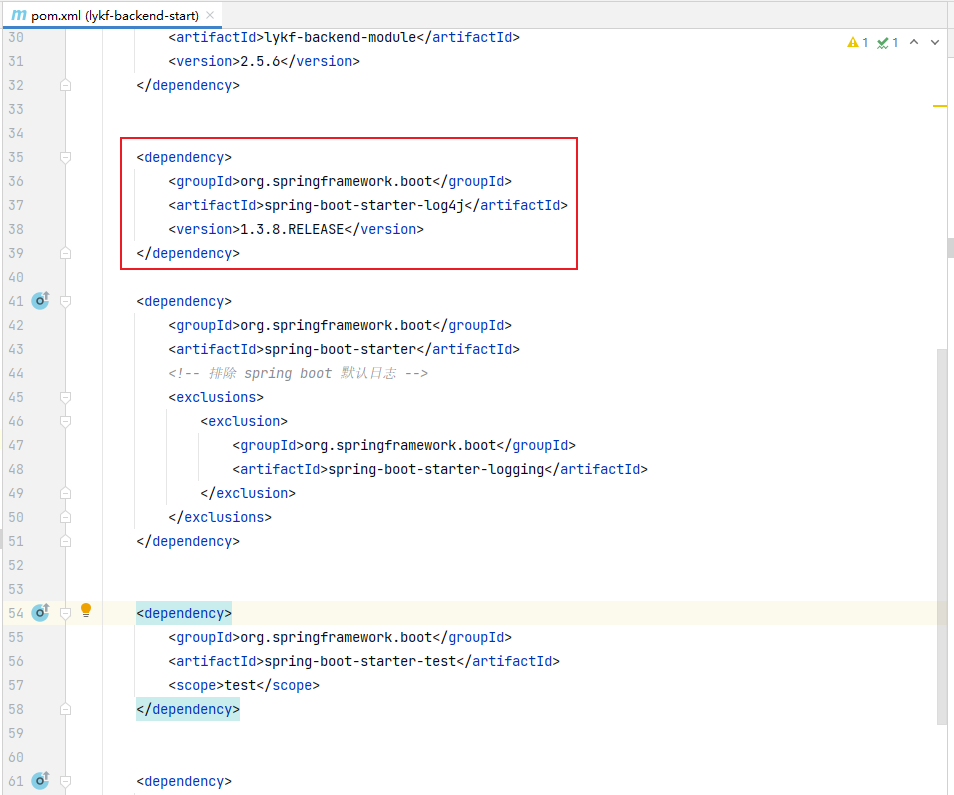 m pom.xml (lykf-backend-start) ×
1 1
30 <artifactId>lykf-backend-module</artifactId>
31 <version>2.5.6</version>
32 </dependency>
33
34
35 <dependency>
36 <groupId>org.springframework.boot</groupId>
37 <artifactId>spring-boot-starter-log4j</artifactId>
38 <version>1.3.8.RELEASE</version>
39 </dependency>
40
41 <dependency>
42 <groupId>org.springframework.boot</groupId>
43 <artifactId>spring-boot-starter</artifactId>
44 <!-- 排除 spring boot 默认日志 -->
45 <exclusions>
46 <exclusion>
47 <groupId>org.springframework.boot</groupId>
48 <artifactId>spring-boot-starter-logging</artifactId>
49 </exclusion>
50 </exclusions>
51 </dependency>
52
53
54 <dependency>
55 <groupId>org.springframework.boot</groupId>
56 <artifactId>spring-boot-starter-test</artifactId>
57 <scope>test</scope>
58 </dependency>
59
60
61 <dependency>